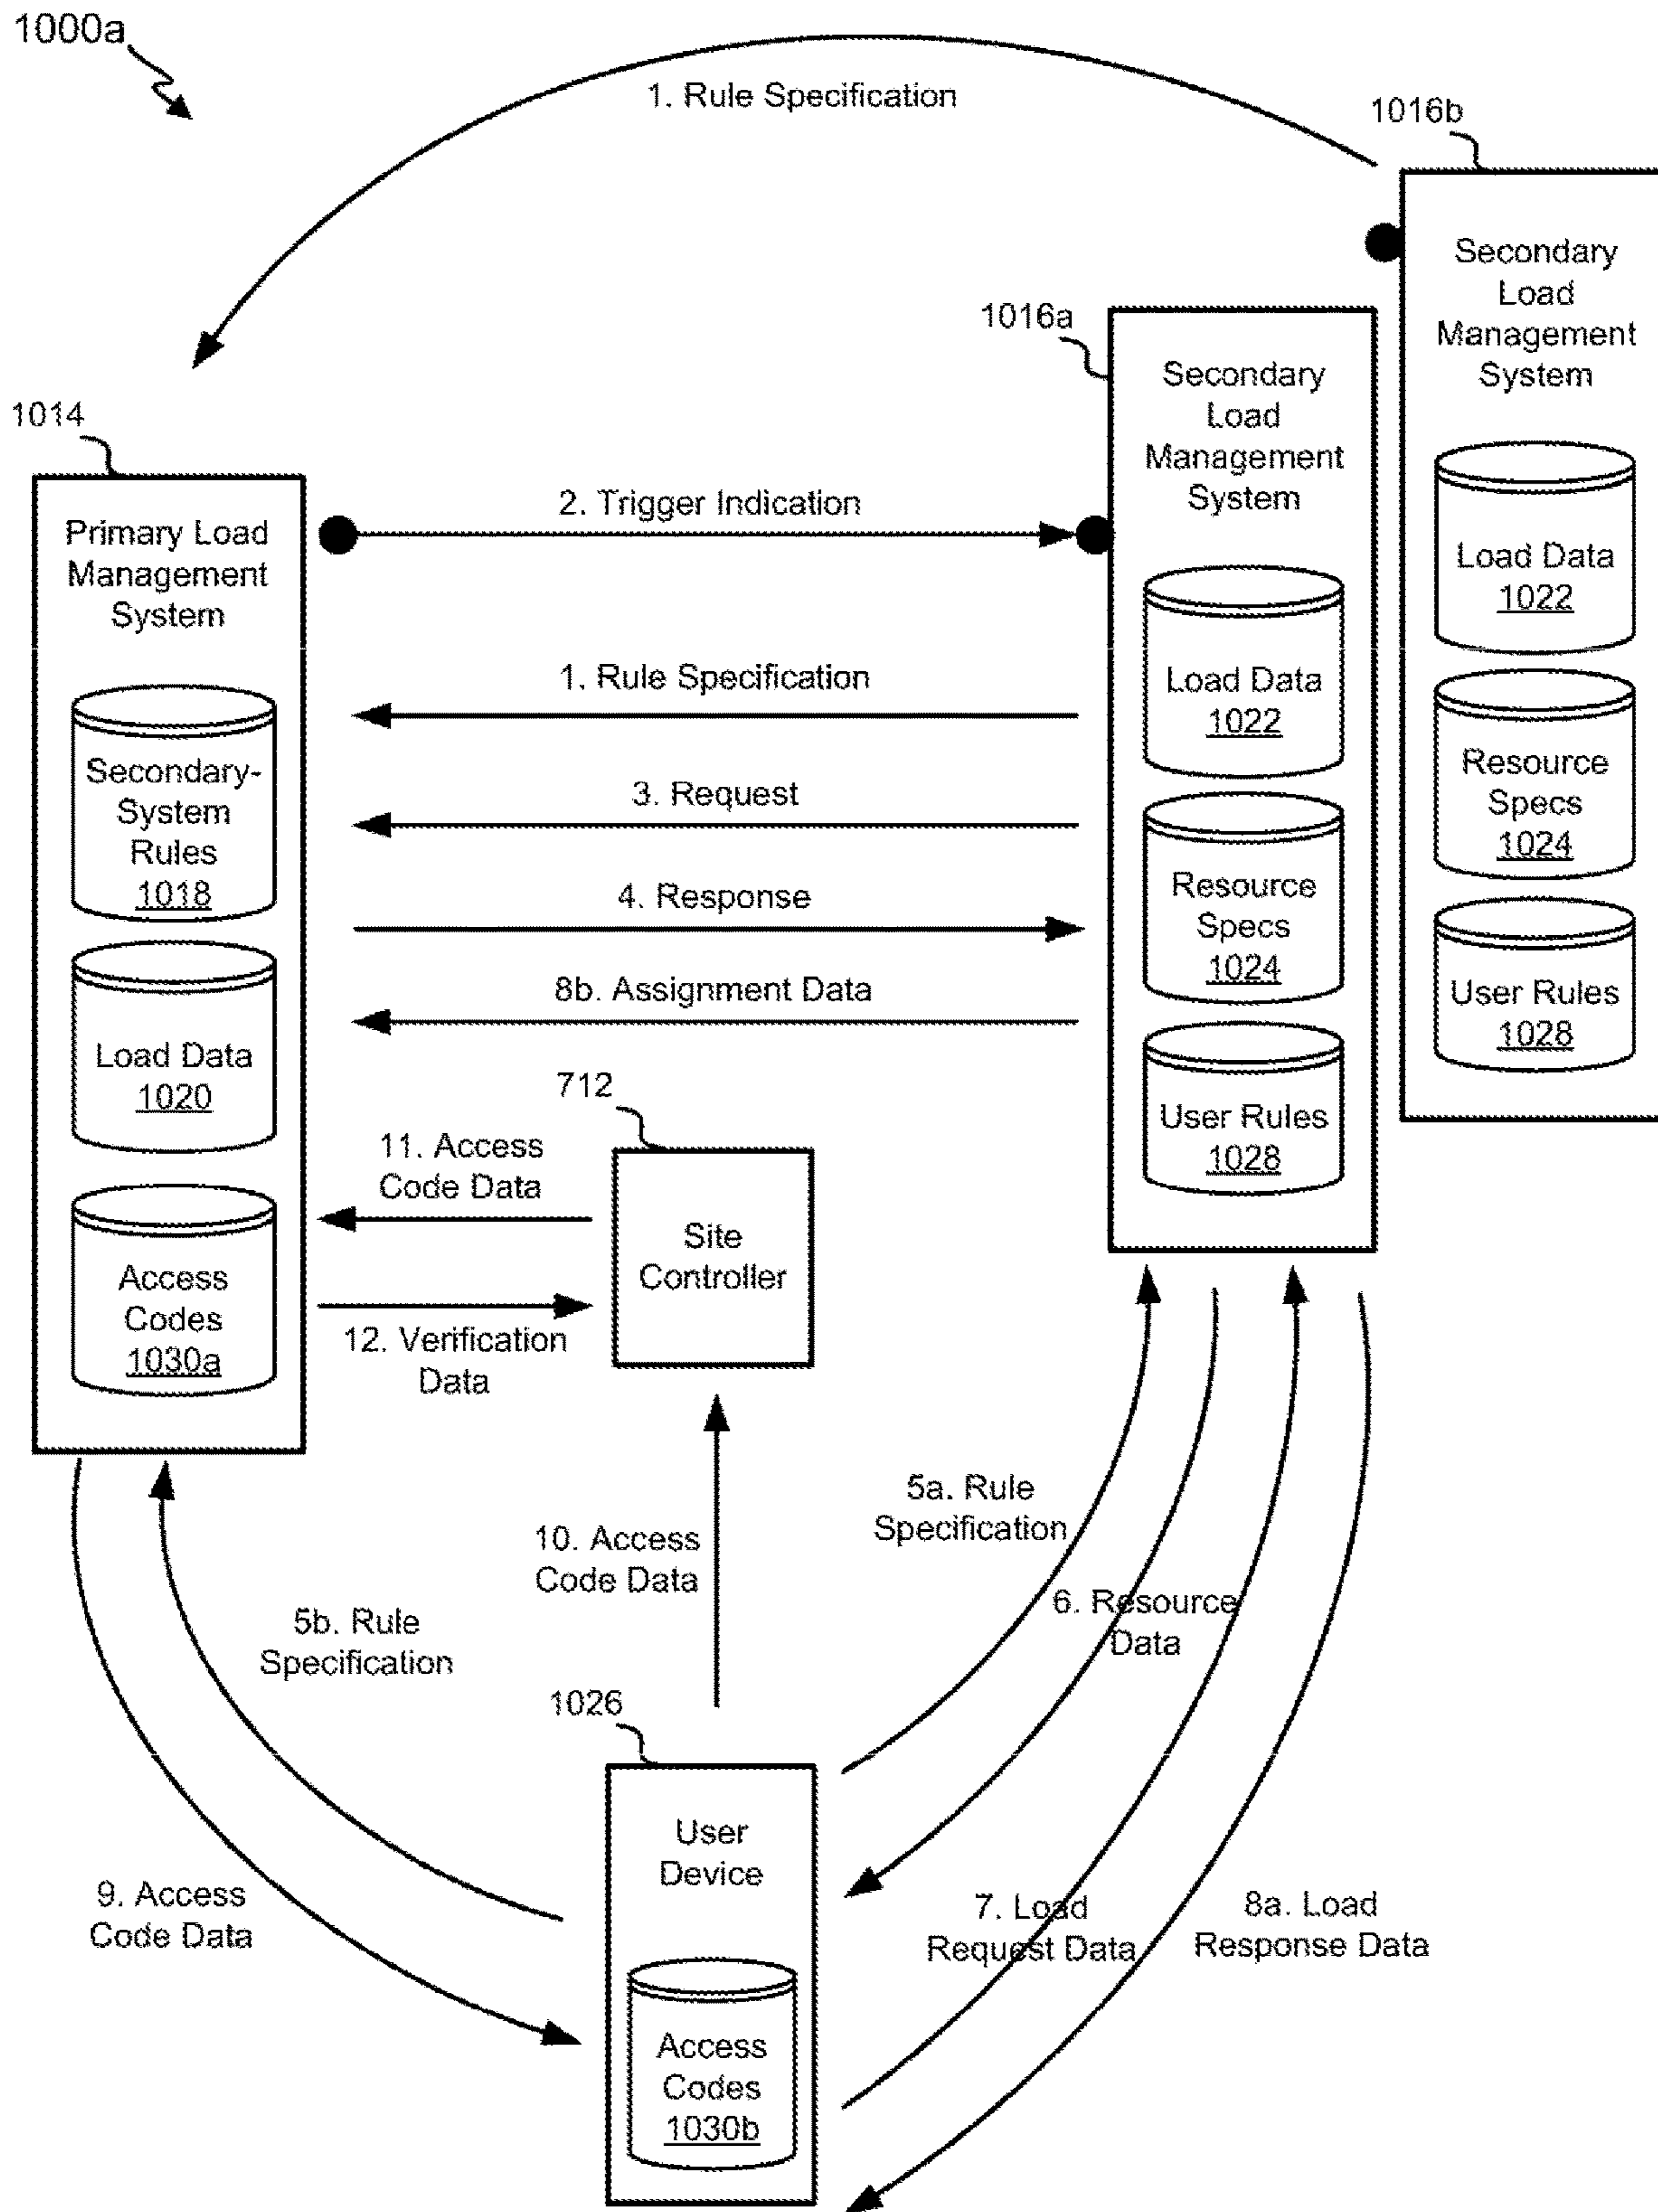 1000a
1. Rule Specification
1016b
Secondary
Load
Management
System
Load Data
1022
Resource
Specs
1024
User Rules
1028
1016a
Secondary
Load
Management
System
Load Data
1022
Resource
Specs
1024
User Rules
1028
1014
Primary Load
Management
System
Secondary-
System
Rules
1018
Load Data
1020
Access
Codes
1030a
2. Trigger Indication
1. Rule Specification
3. Request
4. Response
8b. Assignment Data
712
Site
Controller
11. Access
Code Data
12. Verification
Data
10. Access
Code Data
5a. Rule
Specification
6. Resource
Data
5b. Rule
Specification
1026
User
Device
Access
Codes
1030b
9. Access
Code Data
7. Load
Request Data
8a. Load
Response Data